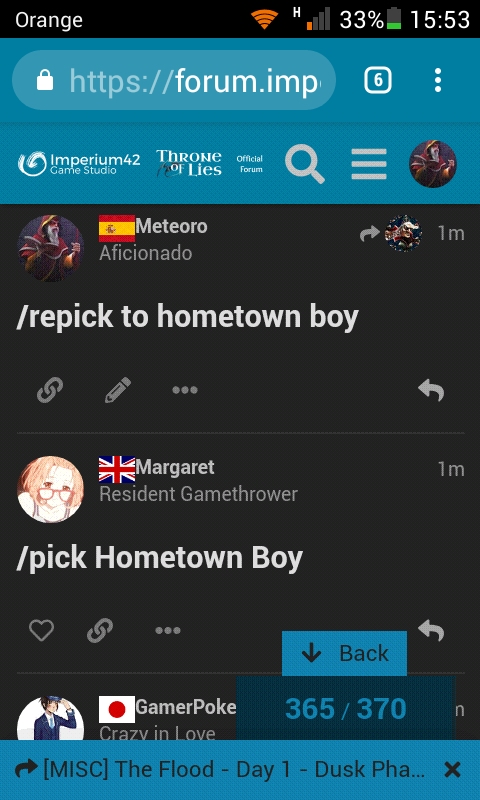 Orange H 33% 15:53
https://forum.imp
6
Imperium42 Game Studio THRONE OF LIES Official Forum
Meteoro 1m
Aficionado
/repick to hometown boy
Margaret 1m
Resident Gamethrower
/pick Hometown Boy
Back
GamerPoke m
365 / 370
Crazy in Love
[MISC] The Flood - Day 1 - Dusk Pha...